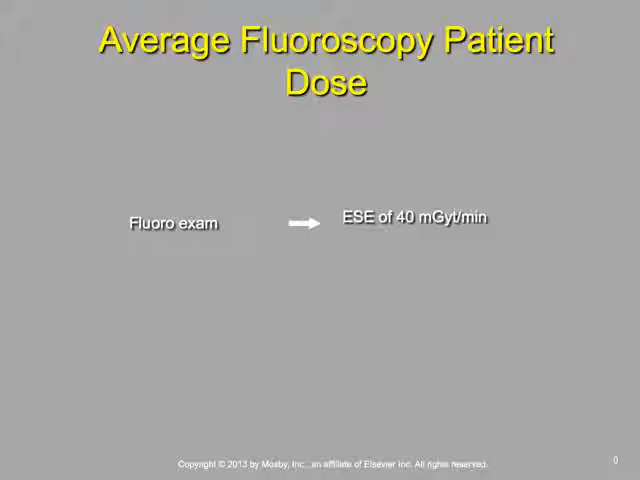 Average Fluoroscopy Patient
Dose
Fluoro exam
ESE of 40 mGyt/min
Copyright © 2013 by Mosby, Inc., an affiliate of Elsevier Inc. All rights reserved.
0